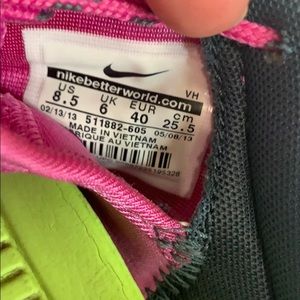 VH
nikebetterworld.com
US UK EUR cm
8.5 6 40 25.5
02/13/13 511882-605 05/08/13
MADE IN VIETNAM
FABRIQUE AU VIETNAM